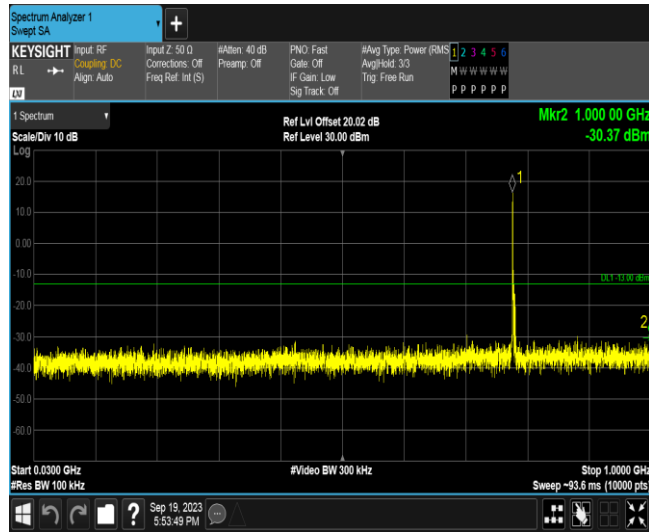 Spectrum Analyzer 1
Swept SA
+
KEYSIGHT Input: RF Input Z: 50 Ω #Atten: 40 dB PNO: Fast #Avg Type: Power (RMS 1 2 3 4 5 6
RL Coupling: DC Corrections: Off Preamp: Off Gate: Off Avg|Hold: 3/3 M W W W W W
Align: Auto Freq Ref: Int (S) IF Gain: Low Trig: Free Run
LXI Sig Track: Off P P P P P P
1 Spectrum Ref Lvl Offset 20.02 dB Mkr2 1.000 00 GHz
Scale/Div 10 dB Ref Level 30.00 dBm -30.37 dBm
Log
1
20.0
10.0
0.00
-10.0
DL1 -13.00 dBm
-20.0
2
-30.0
-40.0
-50.0
-60.0
Start 0.0300 GHz #Video BW 300 kHz Stop 1.0000 GHz
#Res BW 100 kHz Sweep ~93.6 ms (10000 pts)
? Sep 19, 2023
5:53:49 PM